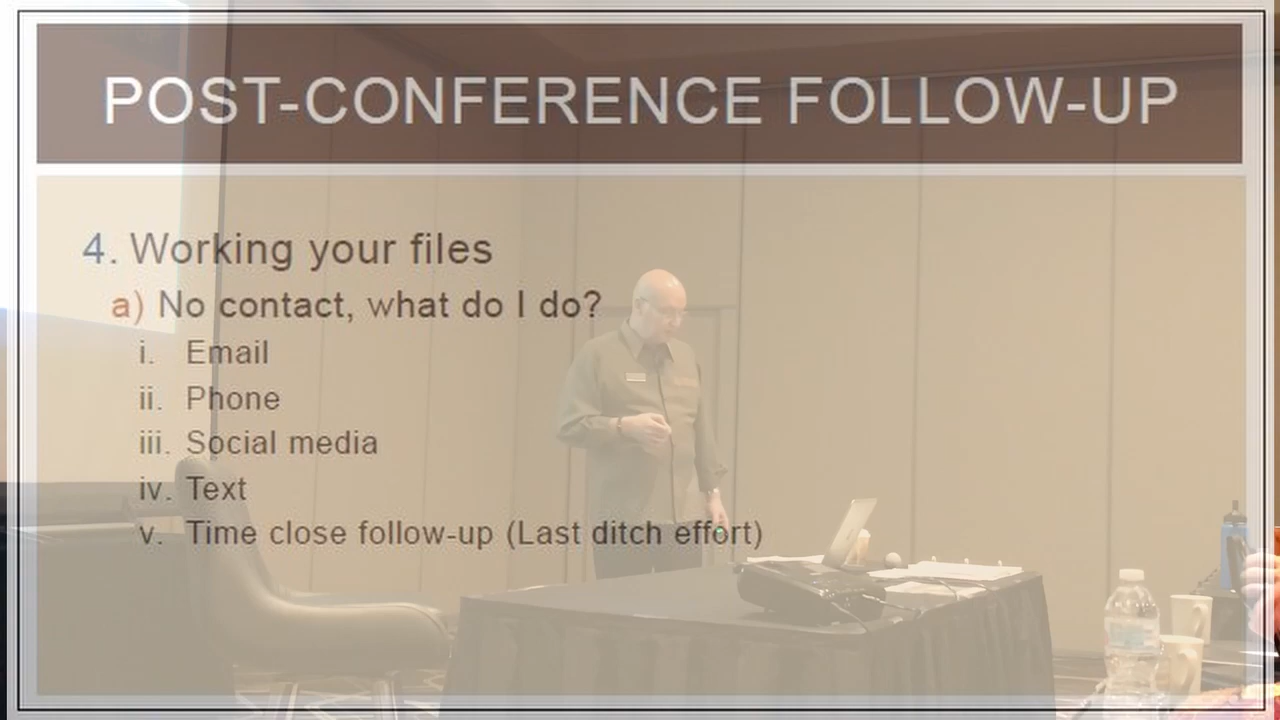 POST-CONFERENCE FOLLOW-UP
4. Working your files
a) No contact, what do I do?
i. Email
ii. Phone
iii. Social media
iv. Text
v. Time close follow-up (Last ditch effort)